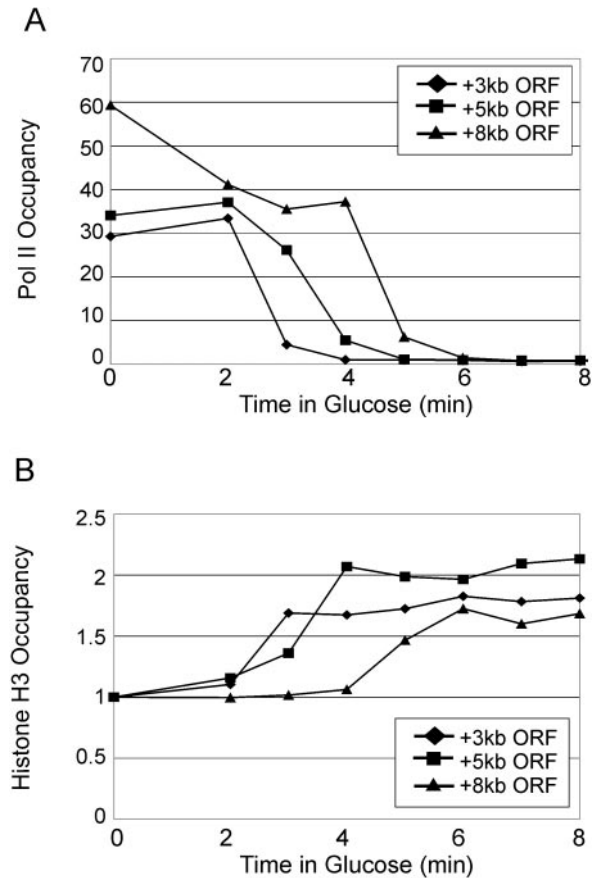 A
70
60
50
40
30
20
10
0
Pol II Occupancy
+3kb ORF
+5kb ORF
+8kb ORF
0 2 4 6 8
Time in Glucose (min)
B
2.5
2
1.5
1
0.5
0
Histone H3 Occupancy
+3kb ORF
+5kb ORF
+8kb ORF
0 2 4 6 8
Time in Glucose (min)